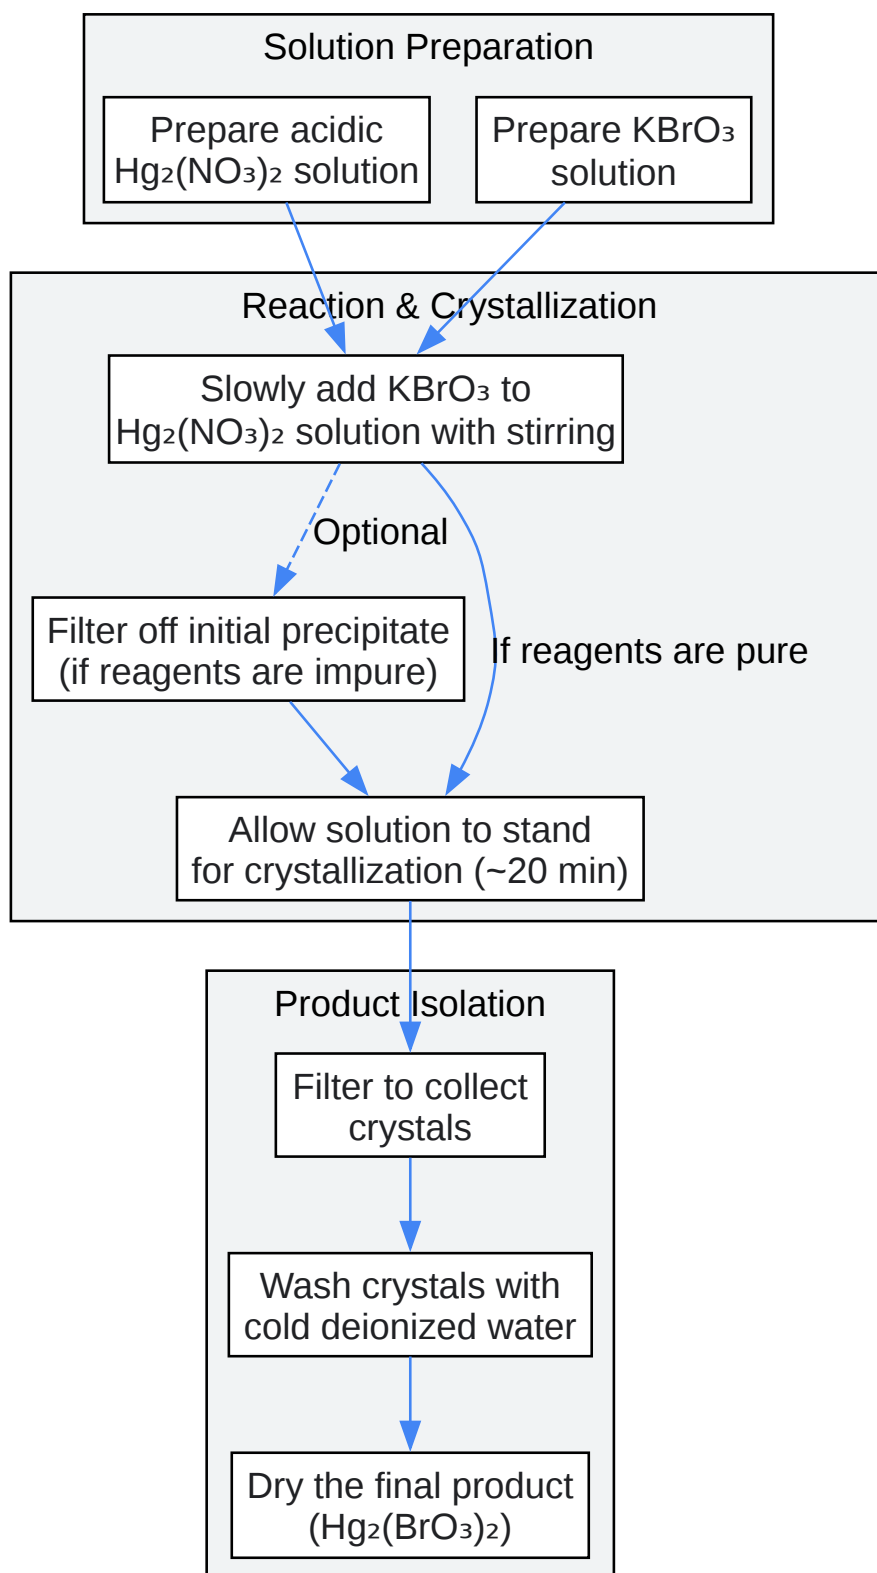 Solution Preparation
Prepare acidic
Hg₂(NO₃)₂ solution
Prepare KBrO₃
solution
Reaction & Crystallization
Slowly add KBrO₃ to
Hg₂(NO₃)₂ solution with stirring
Optional
Filter off initial precipitate
(if reagents are impure)
If reagents are pure
Allow solution to stand
for crystallization (~20 min)
Product Isolation
Filter to collect
crystals
Wash crystals with
cold deionized water
Dry the final product
(Hg₂(BrO₃)₂)